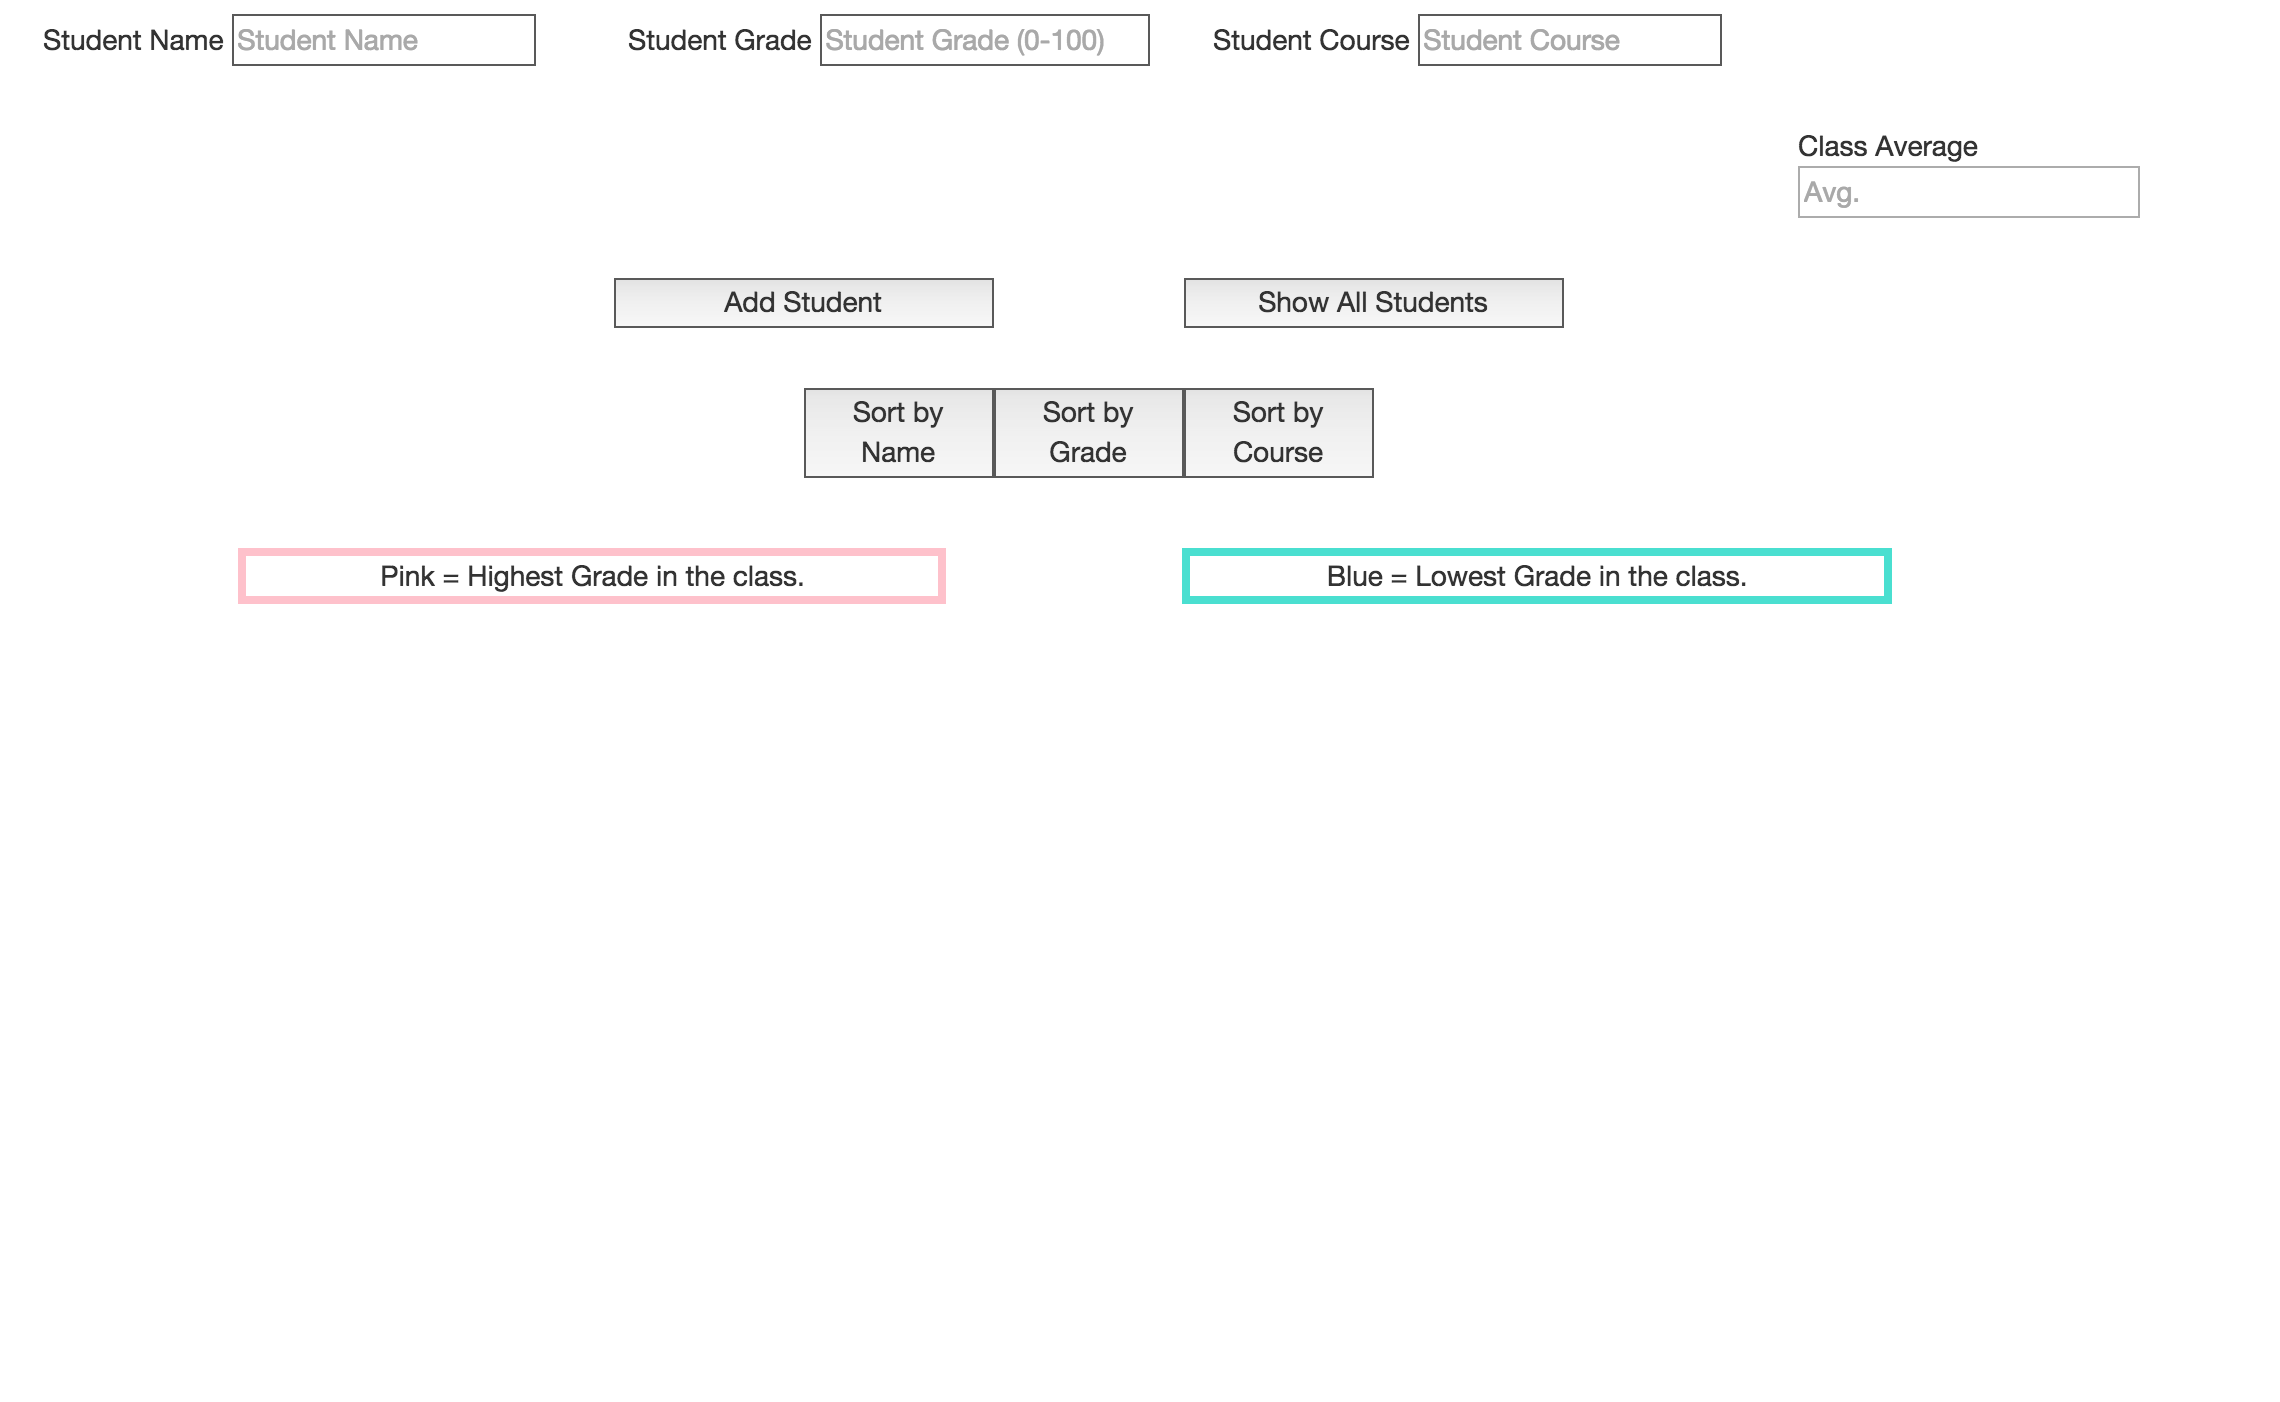 Student Name Student Name Student Grade Student Grade (0-100) Student Course Student Course
Class Average
Avg.
Add Student Show All Students
Sort by Sort by Sort by
Name Grade Course
Pink = Highest Grade in the class. Blue = Lowest Grade in the class.